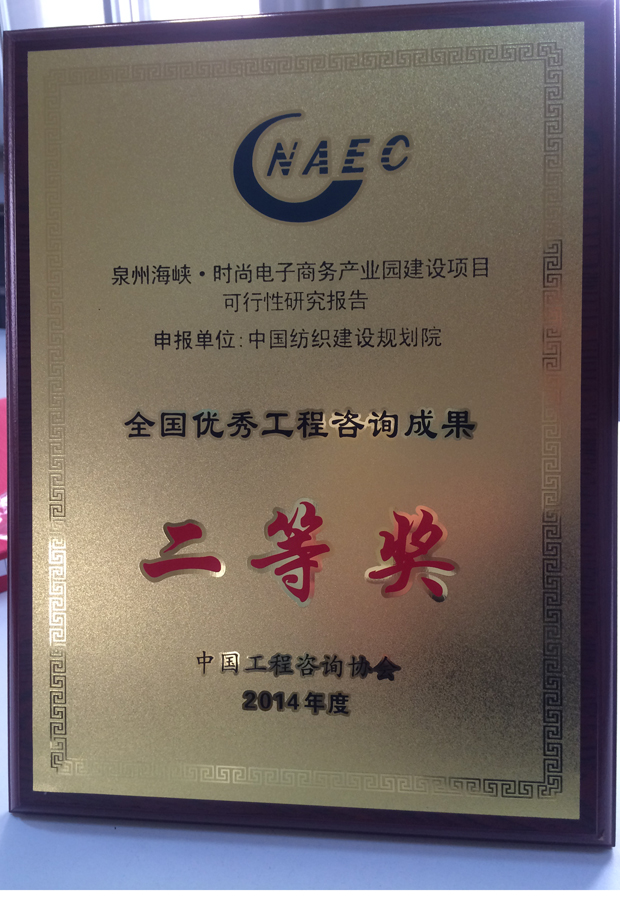 CNAEC
泉州海峡·时尚电子商务产业园建设项目
可行性研究报告
申报单位:中国纺织建设规划院
全国优秀工程咨询成果
二等奖
中国工程咨询协会
2014年度